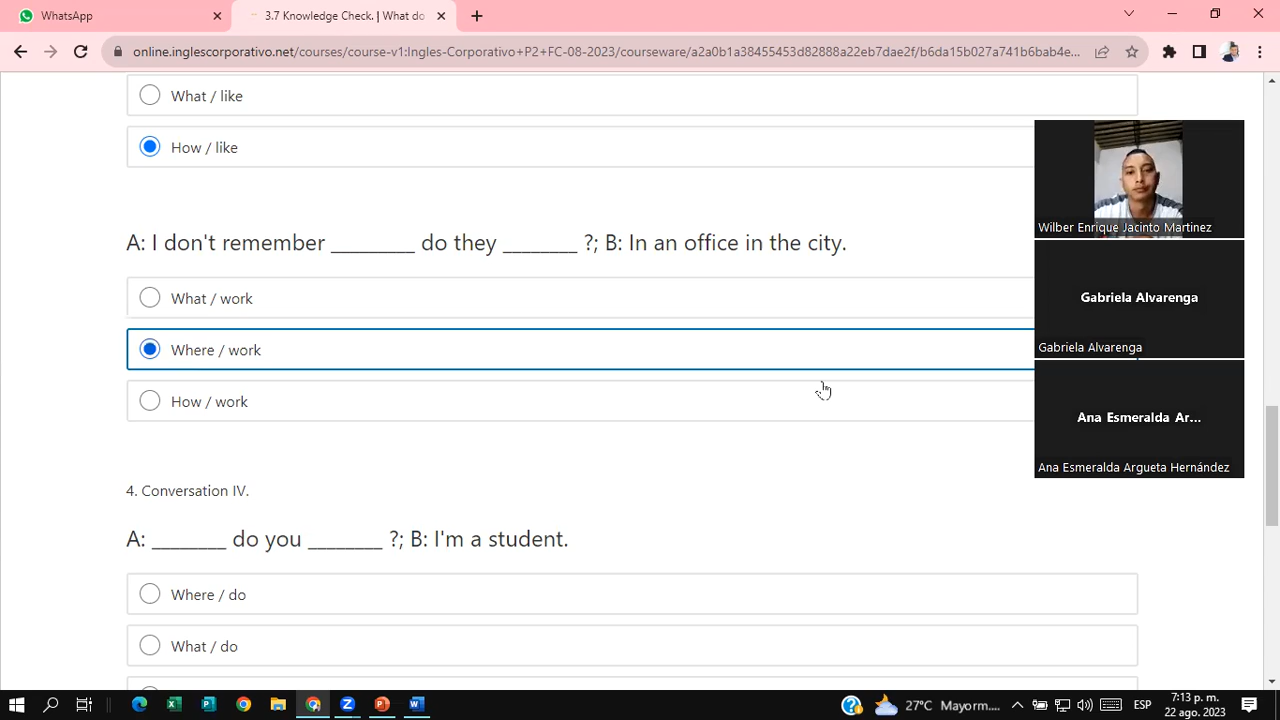 WhatsApp
3.7 Knowledge Check. | What do
online.inglescorporativo.net/courses/course-v1:Ingles-Corporativo+P2+FC-08-2023/courseware/a2a0b1a38455453d82888a22eb7dae2f/b6da15b027a741b6bab4e...
What / like
How / like
A: I don't remember _________ do they ________ ?; B: In an office in the city.
What / work
Where / work
How / work
4. Conversation IV.
A: ________ do you ________ ?; B: I'm a student.
Where / do
What / do
Wilber Enrique Jacinto Martinez
Gabriela Alvarenga
Gabriela Alvarenga
Ana Esmeralda Ar...
Ana Esmeralda Argueta Hernández
27°C Mayorm.... ESP 7:13 p. m.
22 ago. 2023